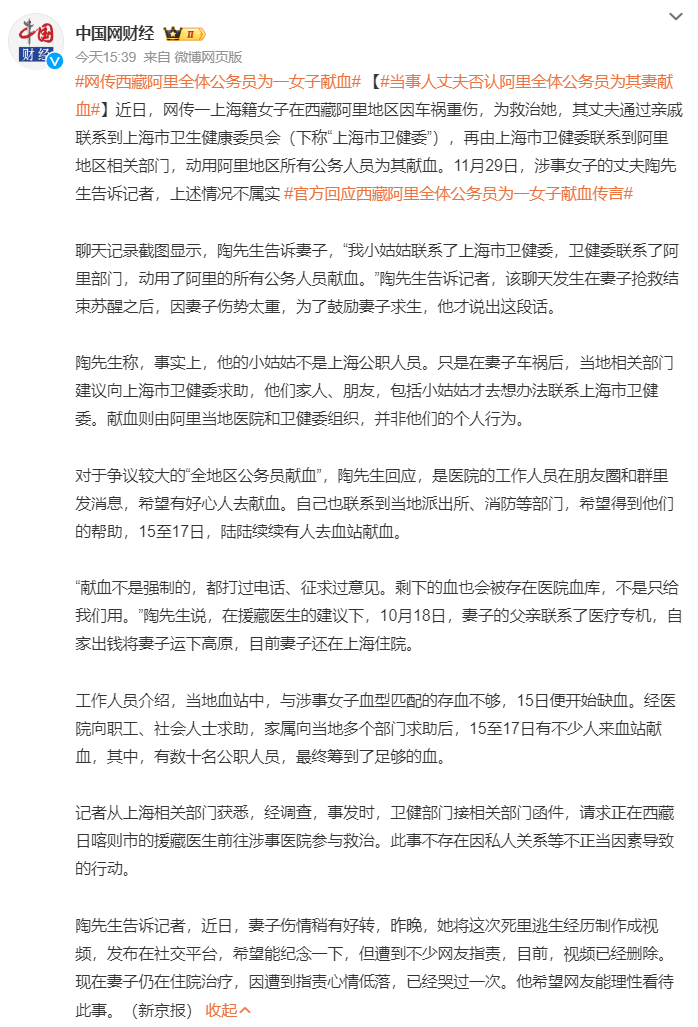 中国
财经
中国网财经 II
今天15:39 来自 微博网页版
#网传西藏阿里全体公务员为一女子献血# 【#当事人丈夫否认阿里全体公务员为其妻献
血#】近日，网传一上海籍女子在西藏阿里地区因车祸重伤，为救治她，其丈夫通过亲戚
联系到上海市卫生健康委员会（下称“上海市卫健委”），再由上海市卫健委联系到阿里
地区相关部门，动用阿里地区所有公务人员为其献血。11月29日，涉事女子的丈夫陶先
生告诉记者，上述情况不属实 #官方回应西藏阿里全体公务员为一女子献血传言#
聊天记录截图显示，陶先生告诉妻子，“我小姑姑联系了上海市卫健委，卫健委联系了阿
里部门，动用了阿里的所有公务人员献血。”陶先生告诉记者，该聊天发生在妻子抢救结
束苏醒之后，因妻子伤势太重，为了鼓励妻子求生，他才说出这段话。
陶先生称，事实上，他的小姑姑不是上海公职人员。只是在妻子车祸后，当地相关部门
建议向上海市卫健委求助，他们家人、朋友，包括小姑姑才去想办法联系上海市卫健
委。献血则由阿里当地医院和卫健委组织，并非他们的个人行为。
对于争议较大的“全地区公务员献血”，陶先生回应，是医院的工作人员在朋友圈和群里
发消息，希望有好心人去献血。自己也联系到当地派出所、消防等部门，希望得到他们
的帮助，15至17日，陆陆续续有人去血站献血。
“献血不是强制的，都打过电话、征求过意见。剩下的血也会被存在医院血库，不是只给
我们用。”陶先生说，在援藏医生的建议下，10月18日，妻子的父亲联系了医疗专机，自
家出钱将妻子运下高原，目前妻子还在上海住院。
工作人员介绍，当地血站中，与涉事女子血型匹配的存血不够，15日便开始缺血。经医
院向职工、社会人士求助，家属向当地多个部门求助后，15至17日有不少人来血站献
血，其中，有数十名公职人员，最终筹到了足够的血。
记者从上海相关部门获悉，经调查，事发时，卫健部门接相关部门函件，请求正在西藏
日喀则市的援藏医生前往涉事医院参与救治。此事不存在因私人关系等不正当因素导致
的行动。
陶先生告诉记者，近日，妻子伤情稍有好转，昨晚，她将这次死里逃生经历制作成视
频，发布在社交平台，希望能纪念一下，但遭到不少网友指责，目前，视频已经删除。
现在妻子仍在住院治疗，因遭到指责心情低落，已经哭过一次。他希望网友能理性看待
此事。（新京报） 收起